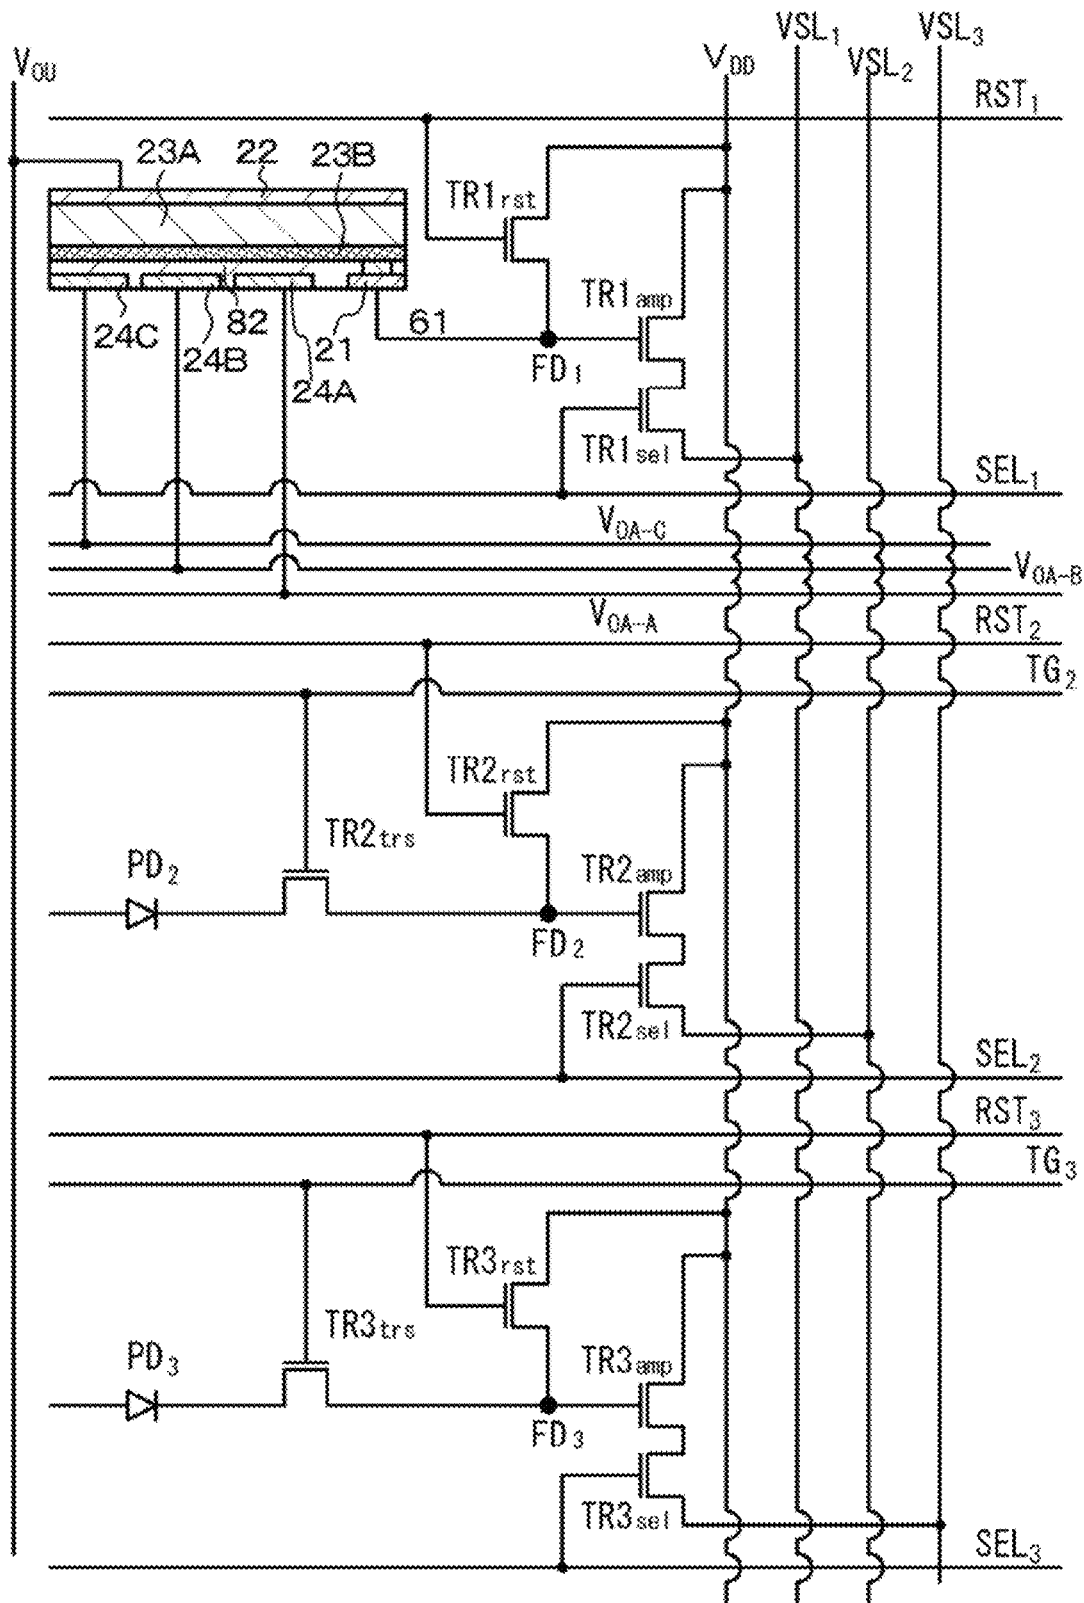 V_OU
V_DD
VSL_1
VSL_2
VSL_3
RST_1
23A
22
23B
TR1rst
TR1amp
24C
24B
82
24A
21
61
FD_1
TR1sel
SEL_1
V_OA-C
V_OA-B
V_OA-A
RST_2
TG_2
TR2rst
TR2trs
PD_2
TR2amp
FD_2
TR2sel
SEL_2
RST_3
TG_3
TR3rst
TR3trs
PD_3
TR3amp
FD_3
TR3sel
SEL_3